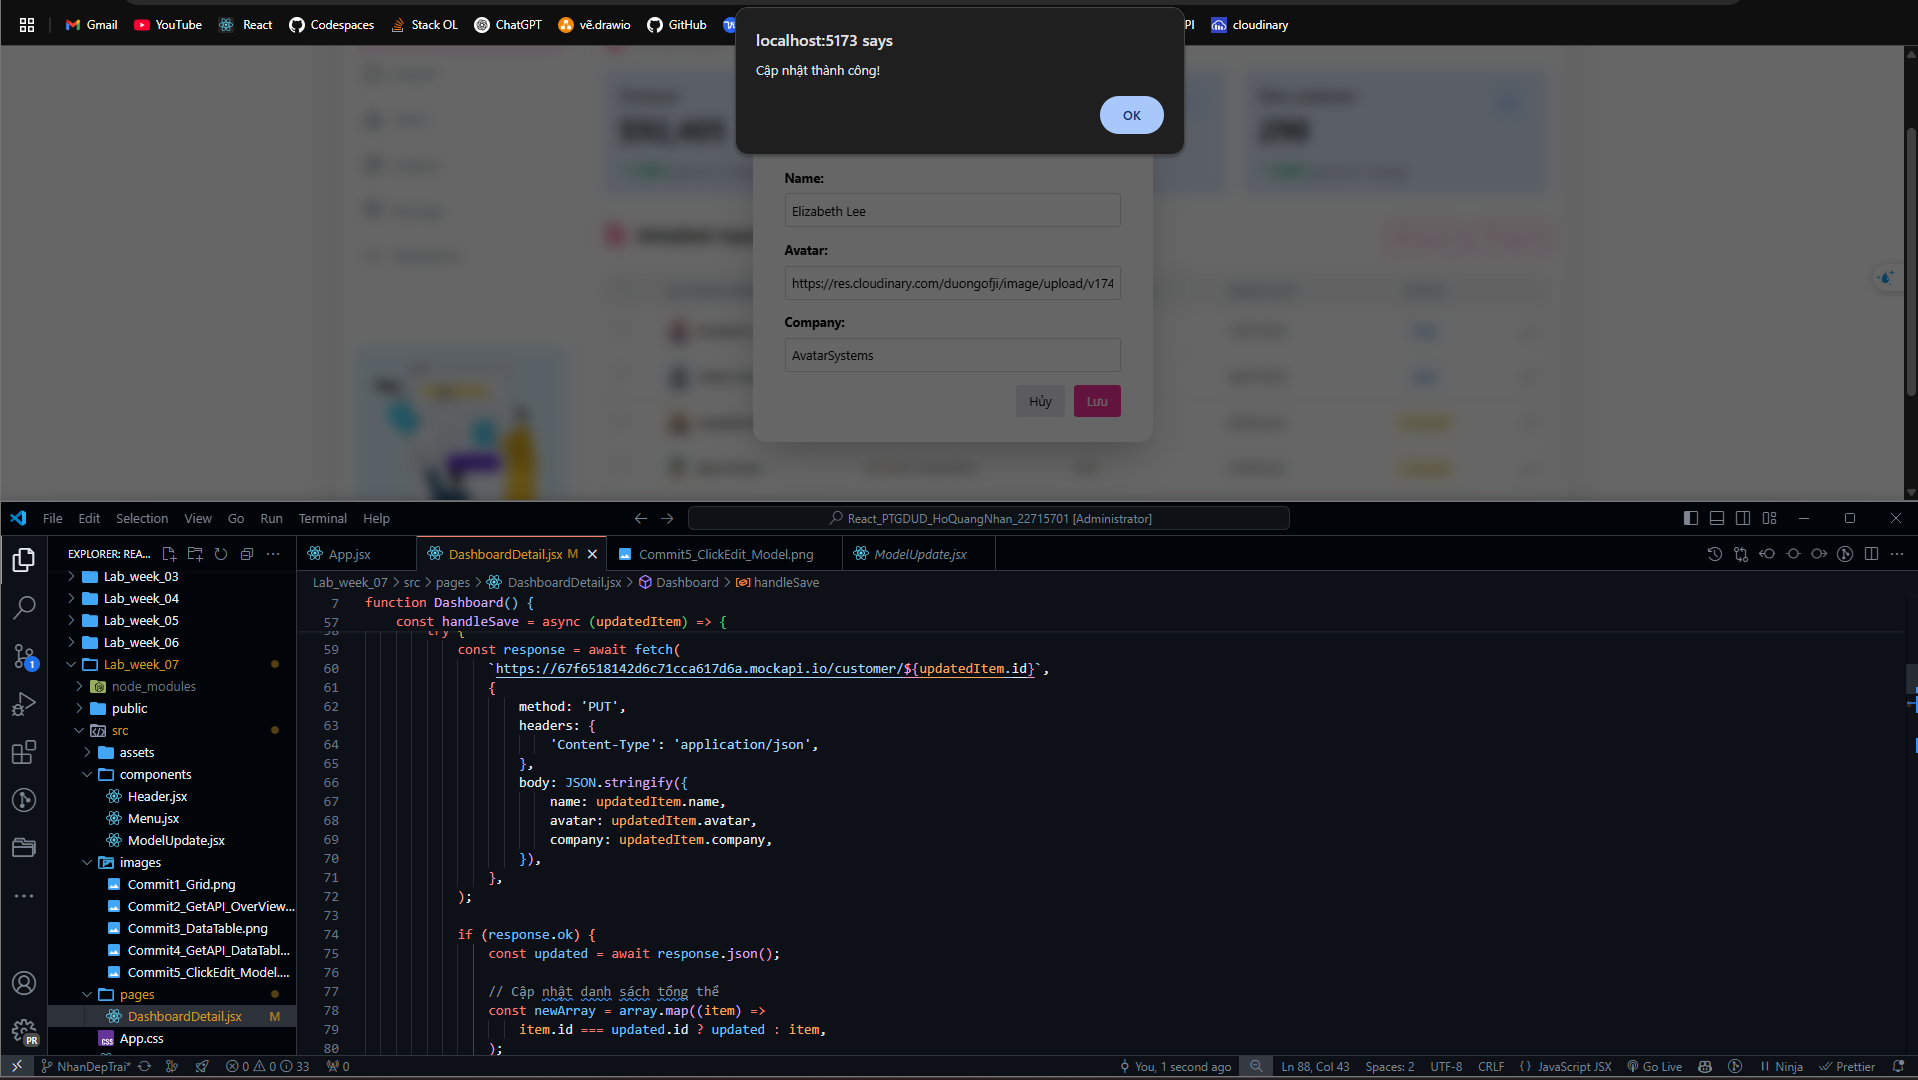 Gmail
YouTube
React
Codespaces
Stack OL
ChatGPT
vẽ.drawio
GitHub
PI
cloudinary
localhost:5173 says
Cập nhật thành công!
OK
$92,405
298
Name:
Elizabeth Lee
Avatar:
https://res.cloudinary.com/duongofji/image/upload/v174
Company:
AvatarSystems
Hủy
Lưu
File Edit Selection View Go Run Terminal Help
React_PTGDUD_HoQuangNhan_22715701 [Administrator]
EXPLORER: REA...
App.jsx
DashboardDetail.jsx M
Commit5_ClickEdit_Model.png
ModelUpdate.jsx
Lab_week_07 > src > pages > DashboardDetail.jsx > Dashboard > handleSave
Lab_week_03
Lab_week_04
Lab_week_05
Lab_week_06
Lab_week_07
node_modules
public
src
assets
components
Header.jsx
Menu.jsx
ModelUpdate.jsx
images
Commit1_Grid.png
Commit2_GetAPI_OverView...
Commit3_DataTable.png
Commit4_GetAPI_DataTabl...
Commit5_ClickEdit_Model....
pages
DashboardDetail.jsx M
App.css
1
PR
7 function Dashboard() {
57 const handleSave = async (updatedItem) => {
58 try {
59 const response = await fetch(
60 `https://67f6518142d6c71cca617d6a.mockapi.io/customer/${updatedItem.id}`,
61 {
62 method: 'PUT',
63 headers: {
64 'Content-Type': 'application/json',
65 },
66 body: JSON.stringify({
67 name: updatedItem.name,
68 avatar: updatedItem.avatar,
69 company: updatedItem.company,
70 }),
71 },
72 );
73
74 if (response.ok) {
75 const updated = await response.json();
76
77 // Cập nhật danh sách tổng thể
78 const newArray = array.map((item) =>
79 item.id === updated.id ? updated : item,
80 );
NhanDepTrai*
0 0 33
0
You, 1 second ago
Ln 88, Col 43
Spaces: 2
UTF-8
CRLF
{ } JavaScript JSX
Go Live
Ninja
Prettier